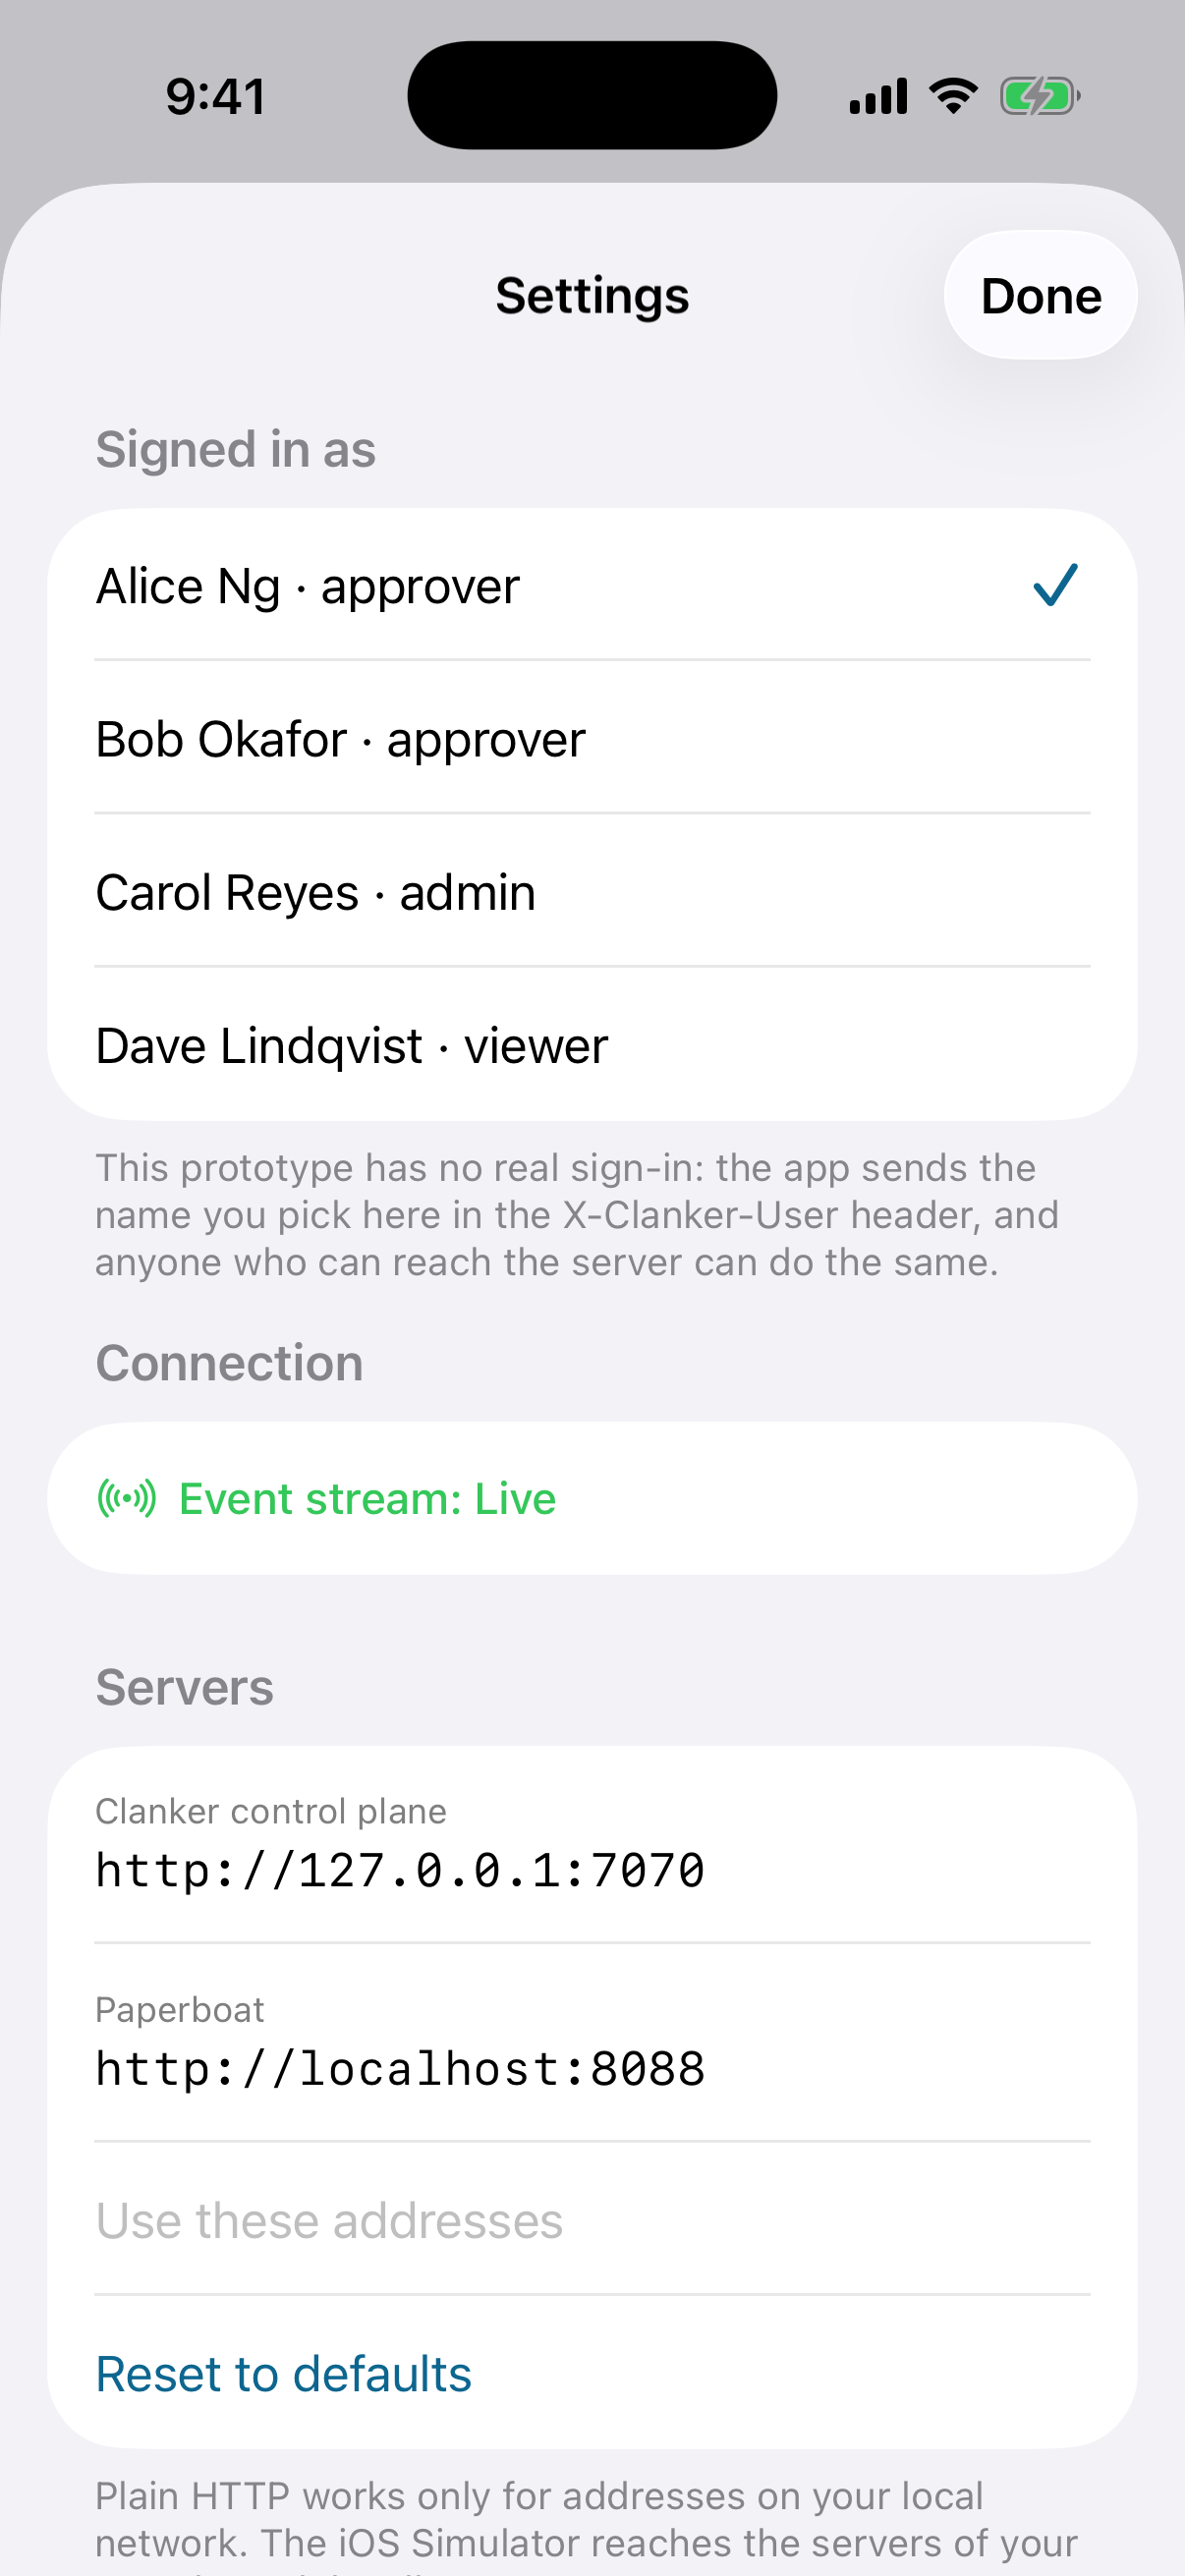 9:41
Settings
Done
Signed in as
Alice Ng · approver
Bob Okafor · approver
Carol Reyes · admin
Dave Lindqvist · viewer
This prototype has no real sign-in: the app sends the
name you pick here in the X-Clanker-User header, and
anyone who can reach the server can do the same.
Connection
Event stream: Live
Servers
Clanker control plane
http://127.0.0.1:7070
Paperboat
http://localhost:8088
Use these addresses
Reset to defaults
Plain HTTP works only for addresses on your local
network. The iOS Simulator reaches the servers of your